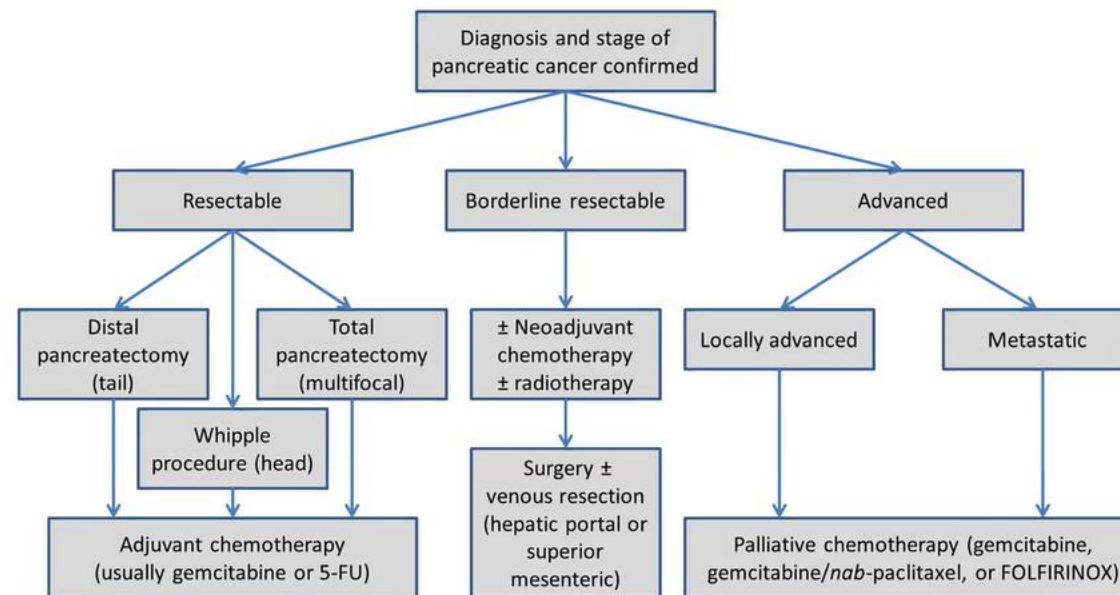 Diagnosis and stage of
pancreatic cancer confirmed
Resectable
Borderline resectable
Advanced
Distal
pancreatectomy
(tail)
Total
pancreatectomy
(multifocal)
± Neoadjuvant
chemotherapy
± radiotherapy
Locally advanced
Metastatic
Whipple
procedure (head)
Surgery ±
venous resection
(hepatic portal or
superior
mesenteric)
Adjuvant chemotherapy
(usually gemcitabine or 5-FU)
Palliative chemotherapy (gemcitabine,
gemcitabine/nab-paclitaxel, or FOLFIRINOX)